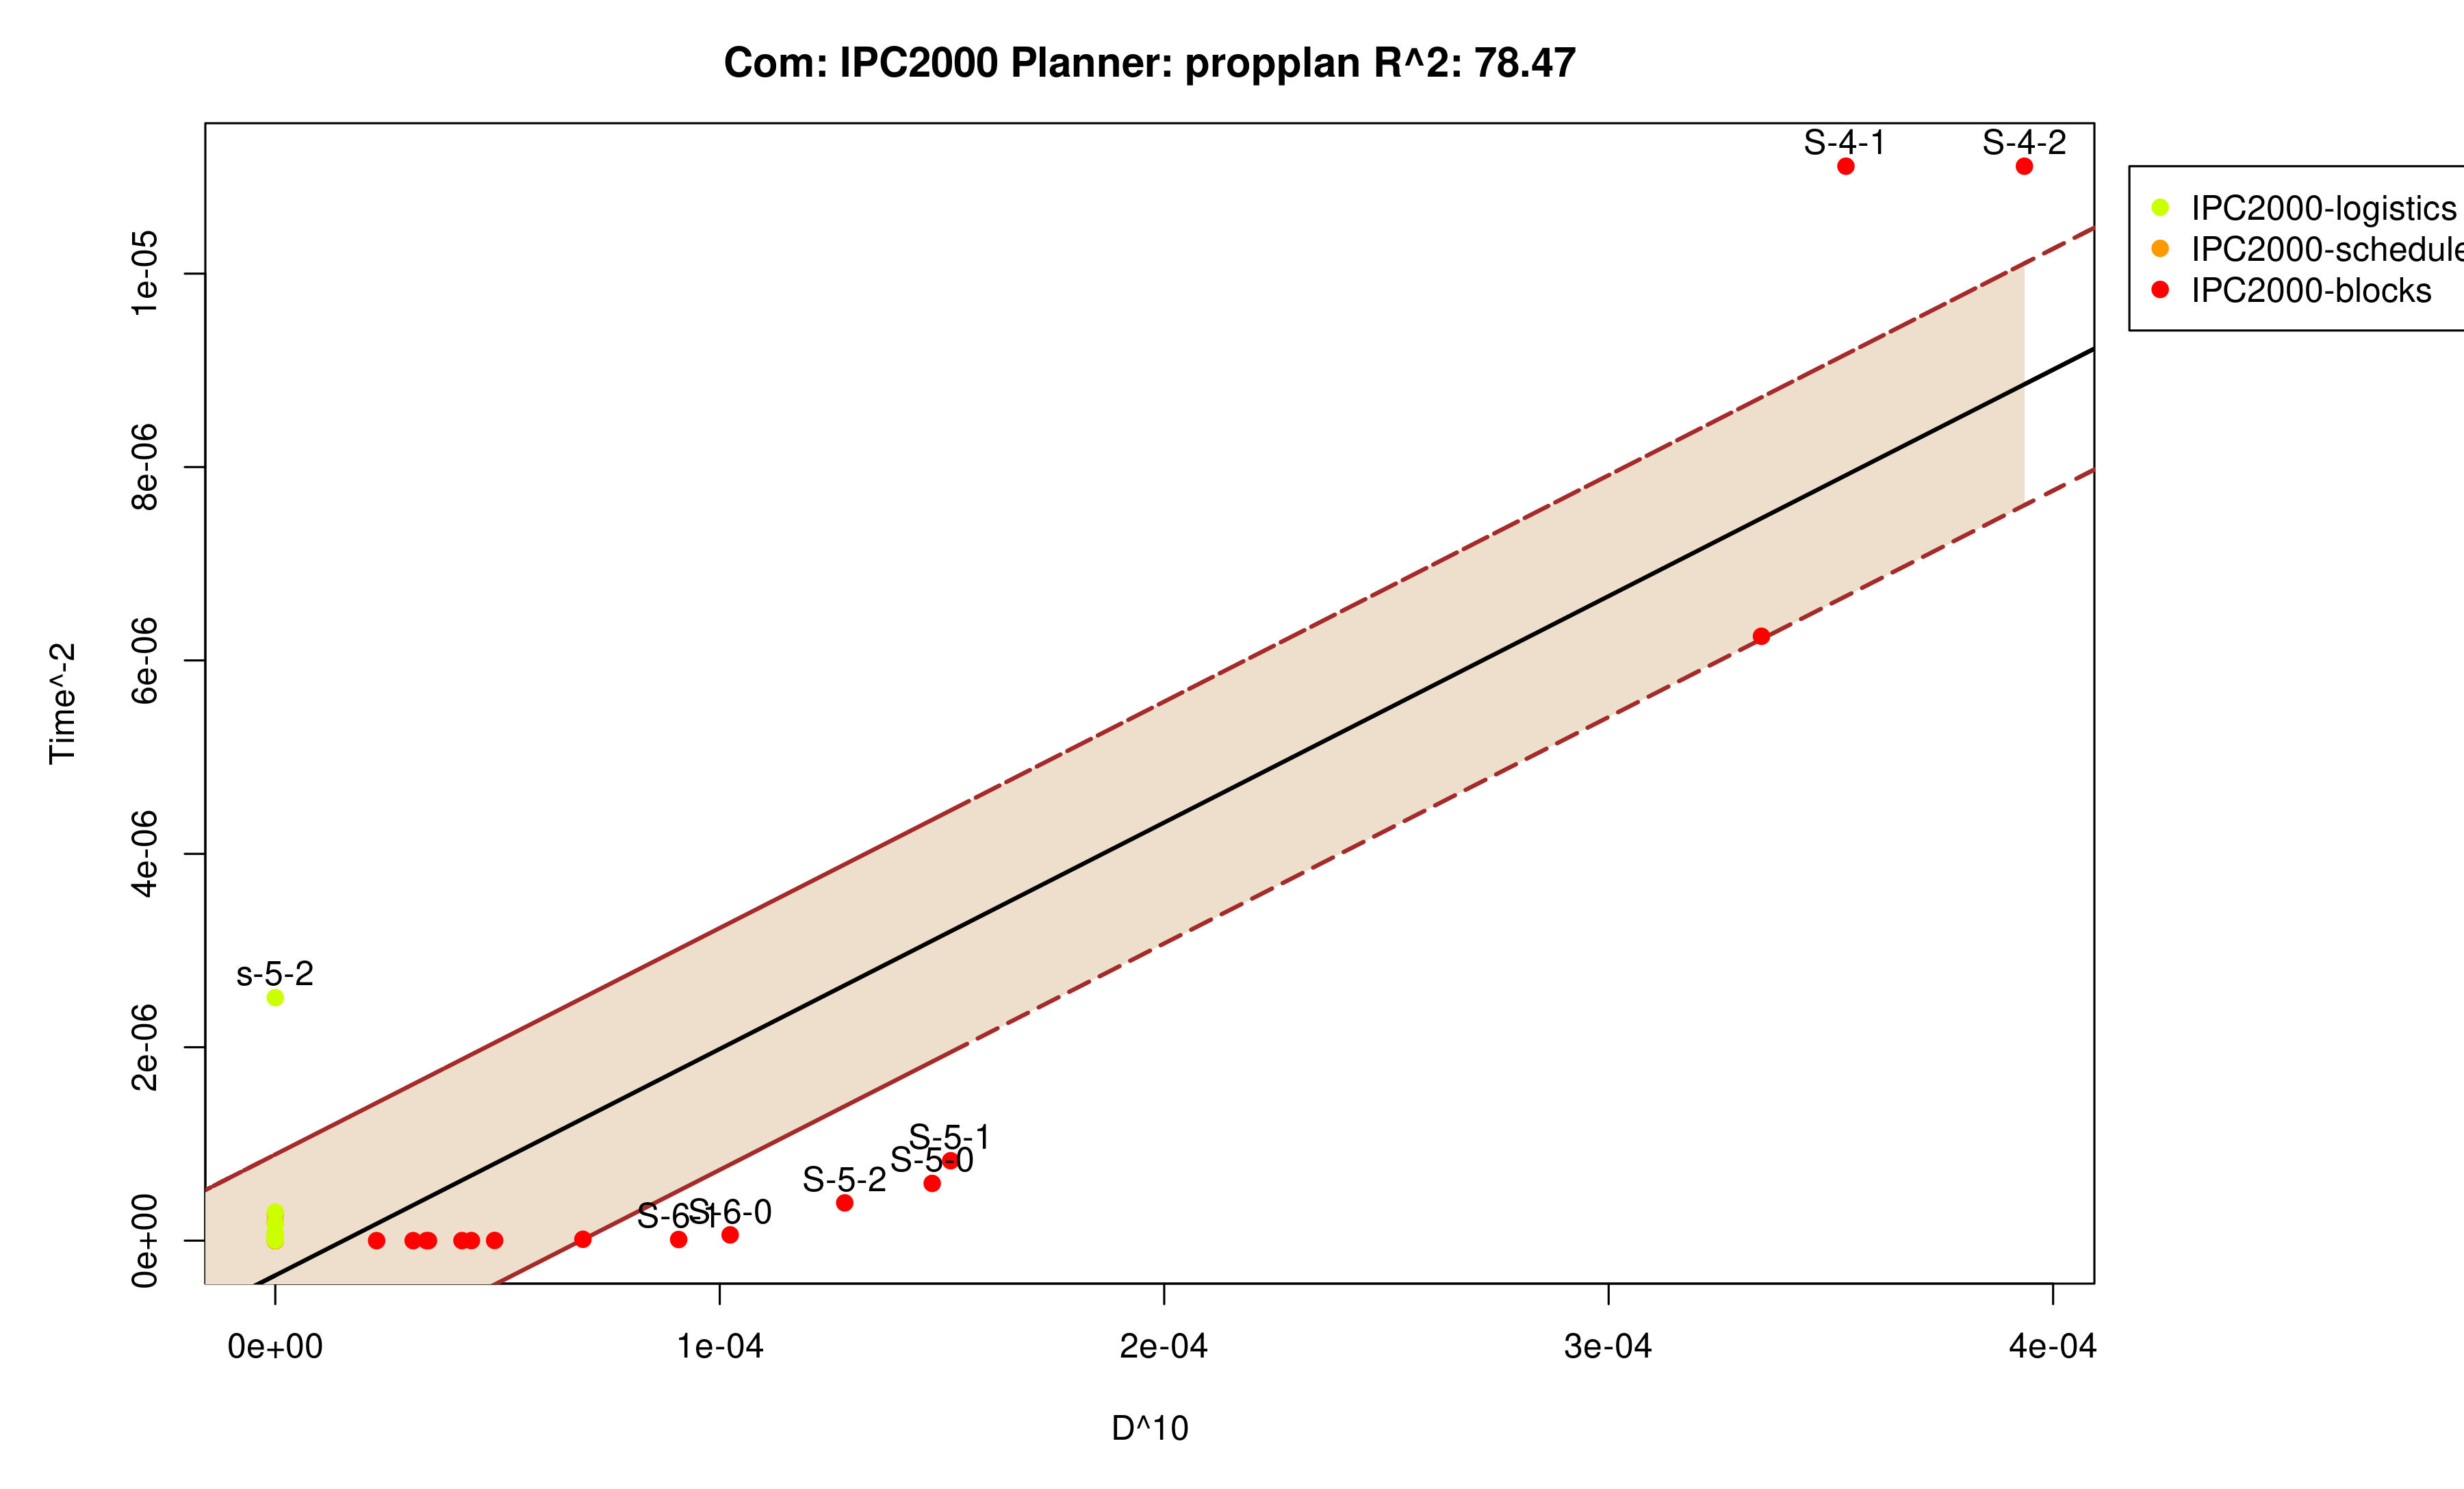 Com: IPC2000 Planner: propplan R^2: 78.47
S-4-1
S-4-2
IPC2000-logistics
IPC2000-schedule
IPC2000-blocks
1e-05
8e-06
6e-06
4e-06
2e-06
0e+00
Time^-2
s-5-2
S-5-1
S-5-0
S-5-2
S-6-1
S-6-0
0e+00
1e-04
2e-04
3e-04
4e-04
D^10